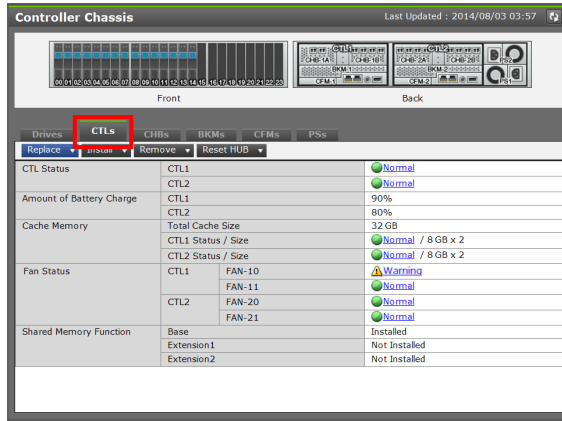 Controller Chassis
Last Updated : 2014/08/03 03:57
CTL1 CTL2
CHB-1A CHB-1B CHB-2A CHB-2B PS2
BKM-1 BKM-2
00 01 02 03 04 05 06 07 08 09 10 11 12 13 14 15 16 17 18 19 20 21 22 23
CFM-1 CFM-2 PS1
Front Back
Drives CTLs CHBs BKMs CFMs PSs
Replace Install Remove Reset HUB
CTL Status CTL1 Normal
CTL2 Normal
Amount of Battery Charge CTL1 90%
CTL2 80%
Cache Memory Total Cache Size 32 GB
CTL1 Status / Size Normal / 8 GB x 2
CTL2 Status / Size Normal / 8 GB x 2
Fan Status CTL1 FAN-10 Warning
FAN-11 Normal
CTL2 FAN-20 Normal
FAN-21 Normal
Shared Memory Function Base Installed
Extension1 Not Installed
Extension2 Not Installed